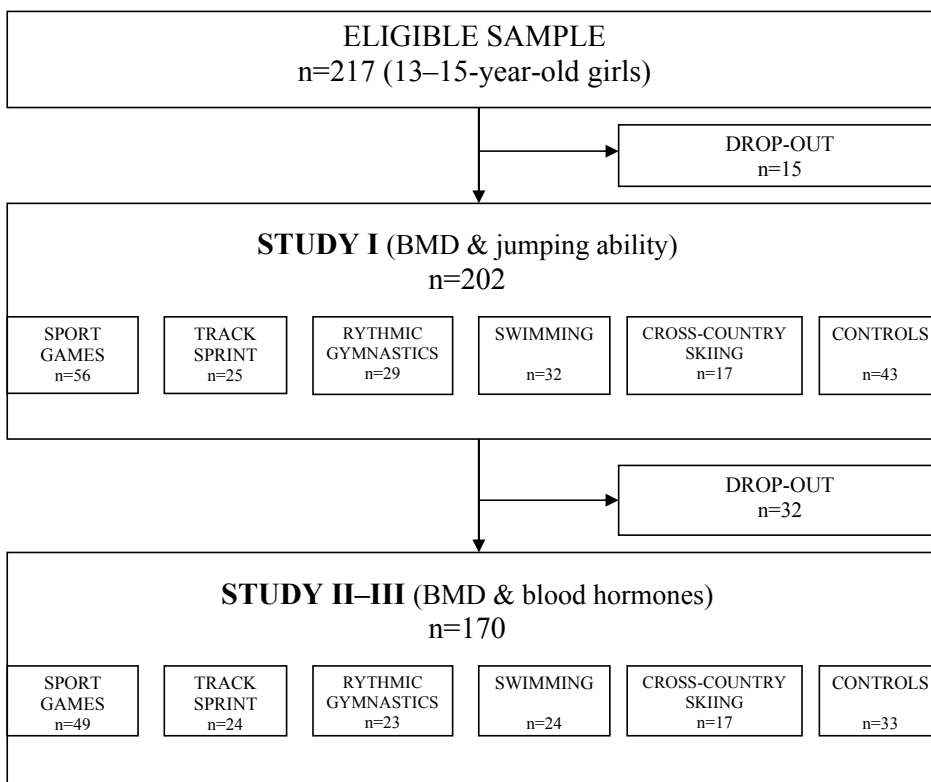 ELIGIBLE SAMPLE
n=217 (13–15-year-old girls)
DROP-OUT
n=15
STUDY I (BMD & jumping ability)
n=202
SPORT
GAMES
n=56
TRACK
SPRINT
n=25
RYTHMIC
GYMNASTICS
n=29
SWIMMING
n=32
CROSS-COUNTRY
SKIING
n=17
CONTROLS
n=43
DROP-OUT
n=32
STUDY II–III (BMD & blood hormones)
n=170
SPORT
GAMES
n=49
TRACK
SPRINT
n=24
RYTHMIC
GYMNASTICS
n=23
SWIMMING
n=24
CROSS-COUNTRY
SKIING
n=17
CONTROLS
n=33